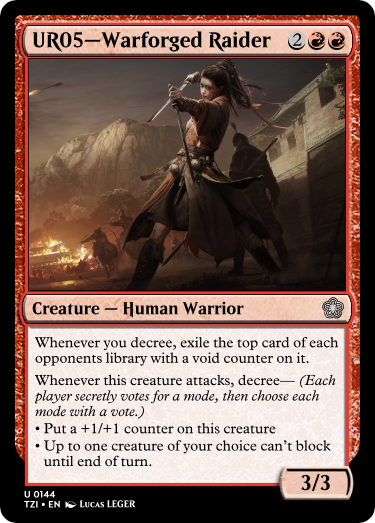 UR05—Warforged Raider 2
Creature — Human Warrior
Whenever you decree, exile the top card of each
opponents library with a void counter on it.
Whenever this creature attacks, decree— (Each
player secretly votes for a mode, then choose each
mode with a vote.)
• Put a +1/+1 counter on this creature
• Up to one creature of your choice can't block
until end of turn.
3/3
U 0144
TZI • EN Lucas LEGER